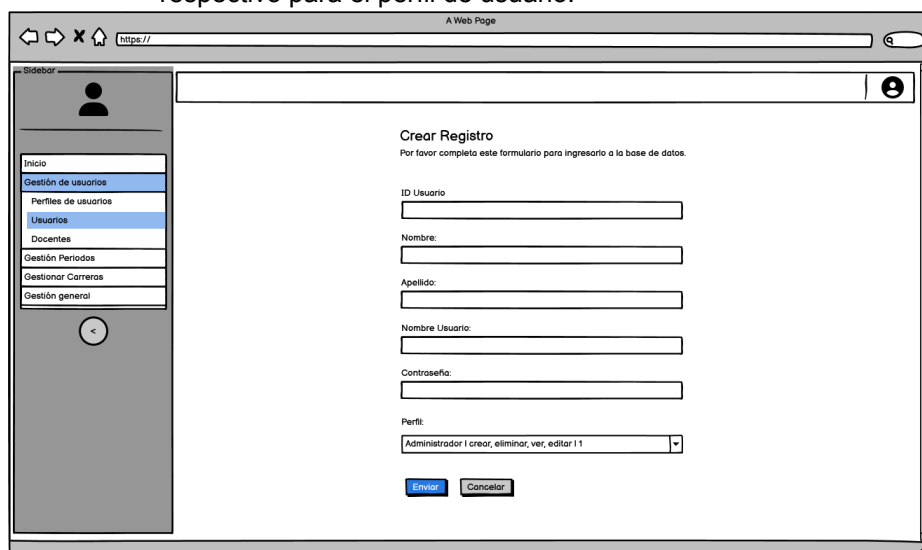 respectivo para el perfil de usuario.
A Web Page
https://
Sidebar
Inicio
Gestión de usuarios
Perfiles de usuarios
Usuarios
Docentes
Gestión Periodos
Gestionar Carreras
Gestión general
<
Crear Registro
Por favor completa este formulario para ingresarlo a la base de datos.
ID Usuario
Nombre:
Apellido:
Nombre Usuario:
Contraseña:
Perfil:
Administrador | crear, eliminar, ver, editar | 1
Enviar Cancelar